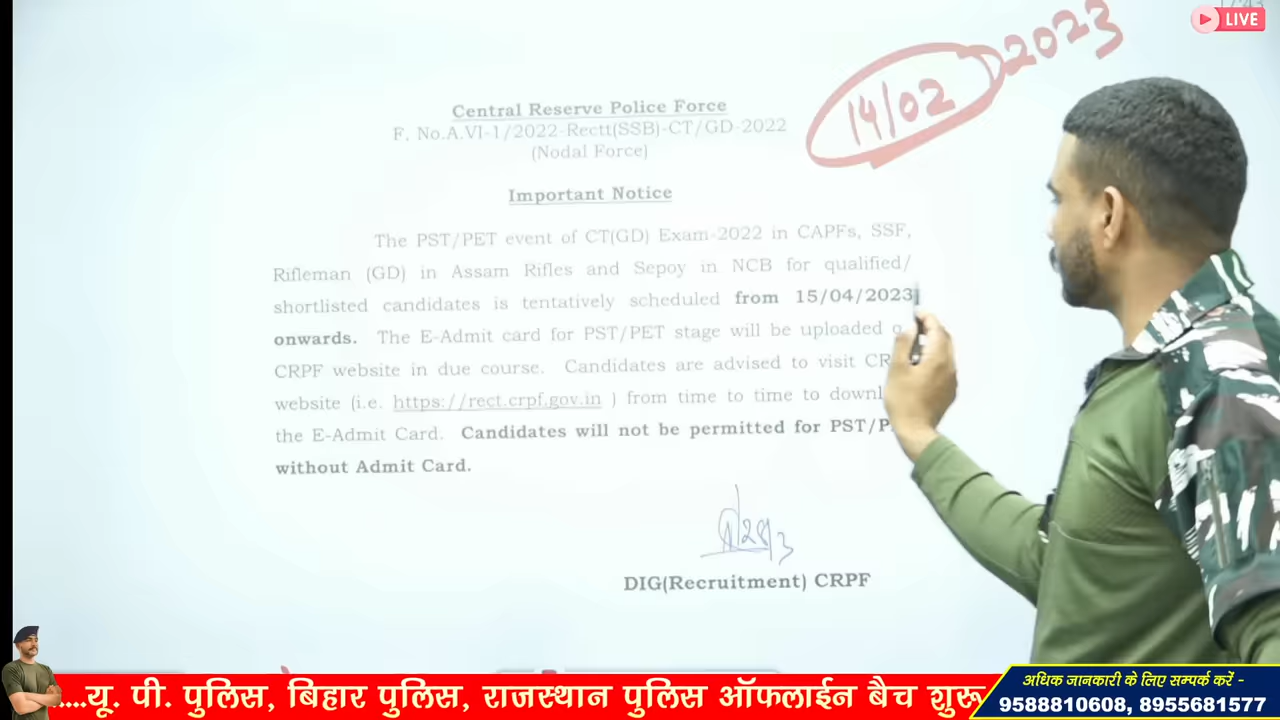 17:43
LIVE
14/02 2023
Central Reserve Police Force
F. No.A.VI-1/2022-Rectt(SSB)-CT/GD-2022
(Nodal Force)
Important Notice
The PST/PET event of CT(GD) Exam-2022 in CAPFs, SSF,
Rifleman (GD) in Assam Rifles and Sepoy in NCB for qualified/
shortlisted candidates is tentatively scheduled from 15/04/2023
onwards. The E-Admit card for PST/PET stage will be uploaded
CRPF website in due course. Candidates are advised to visit
website (i.e. https://rect.crpf.gov.in ) from time to time to
the E-Admit Card. Candidates will not be permitted for
without Admit Card.
DIG(Recruitment) CRPF
.....यू. पी. पुलिस, बिहार पुलिस, राजस्थान पुलिस ऑफलाईन बैच शुरू
अधिक जानकारी के लिए सम्पर्क करें -
9588810608, 8955681577